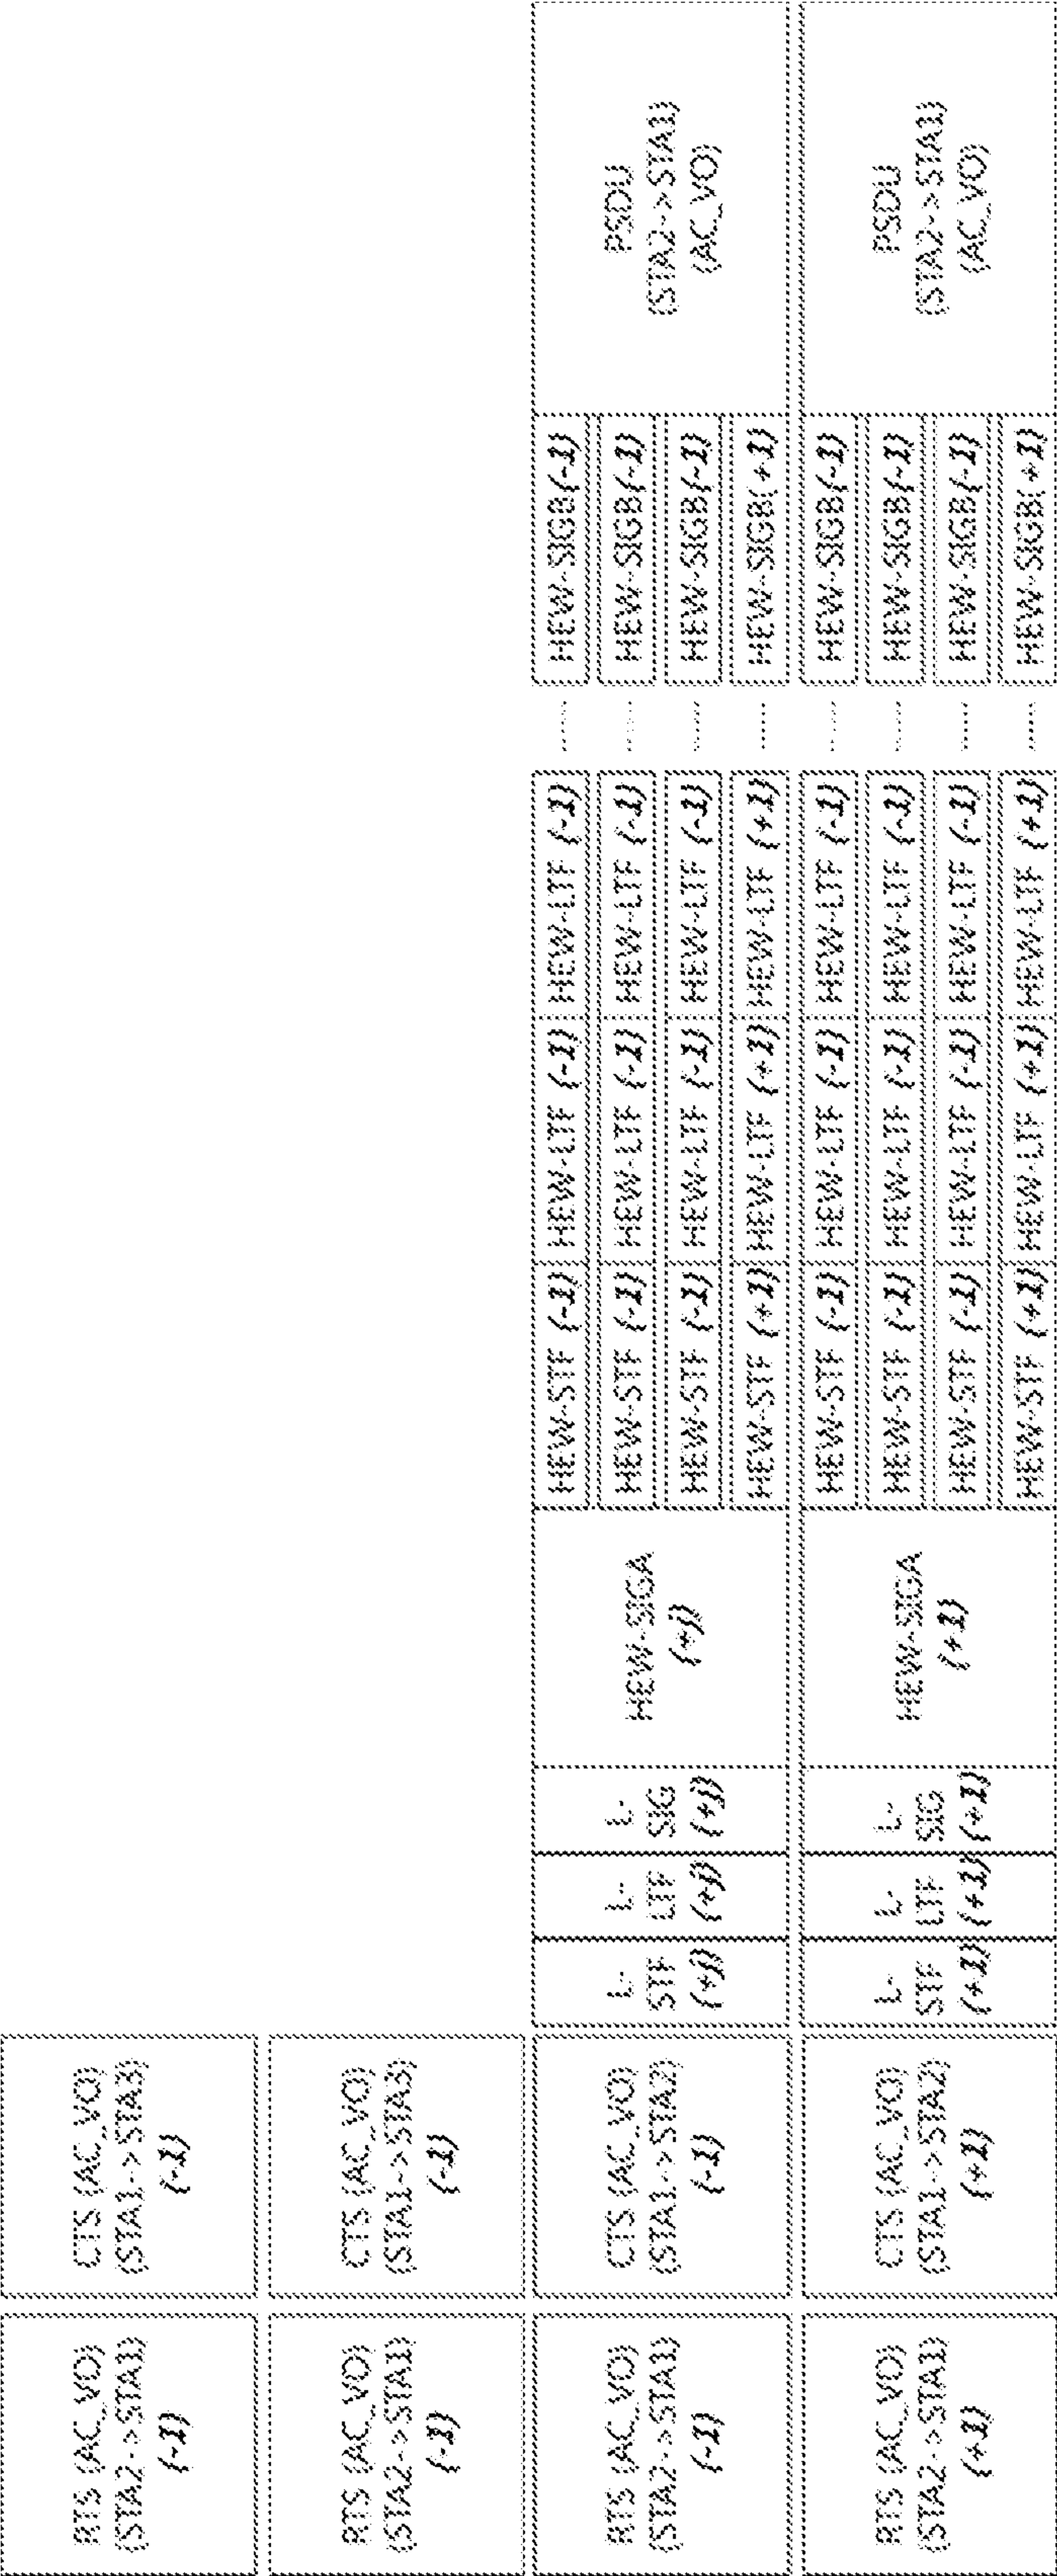 RTS (AC_VO)
(STA2->STA1)
(-1)
CTS (AC_VO)
(STA1->STA3)
(-1)
RTS (AC_VO)
(STA2->STA1)
(-1)
CTS (AC_VO)
(STA1->STA3)
(-1)
RTS (AC_VO)
(STA2->STA1)
(-1)
CTS (AC_VO)
(STA1->STA2)
(-1)
L-
STF
(+j)
L-
LTF
(+j)
L-
SIG
(+j)
HEW-SIGA
(+j)
HEW-STF (-1) HEW-LTF (-1) HEW-LTF (-1) ...... HEW-SIGB(-1)
HEW-STF (-1) HEW-LTF (-1) HEW-LTF (-1) ...... HEW-SIGB(-1)
HEW-STF (-1) HEW-LTF (-1) HEW-LTF (-1) ...... HEW-SIGB(-1)
HEW-STF (+1) HEW-LTF (+1) HEW-LTF (+1) ...... HEW-SIGB(+1)
PSDU
(STA2->STA1)
(AC_VO)
RTS (AC_VO)
(STA2->STA1)
(+1)
CTS (AC_VO)
(STA1->STA2)
(+1)
L-
STF
(+1)
L-
LTF
(+1)
L-
SIG
(+1)
HEW-SIGA
(+1)
HEW-STF (-1) HEW-LTF (-1) HEW-LTF (-1) ...... HEW-SIGB(-1)
HEW-STF (-1) HEW-LTF (-1) HEW-LTF (-1) ...... HEW-SIGB(-1)
HEW-STF (-1) HEW-LTF (-1) HEW-LTF (-1) ...... HEW-SIGB(-1)
HEW-STF (+1) HEW-LTF (+1) HEW-LTF (+1) ...... HEW-SIGB(+1)
PSDU
(STA2->STA1)
(AC_VO)